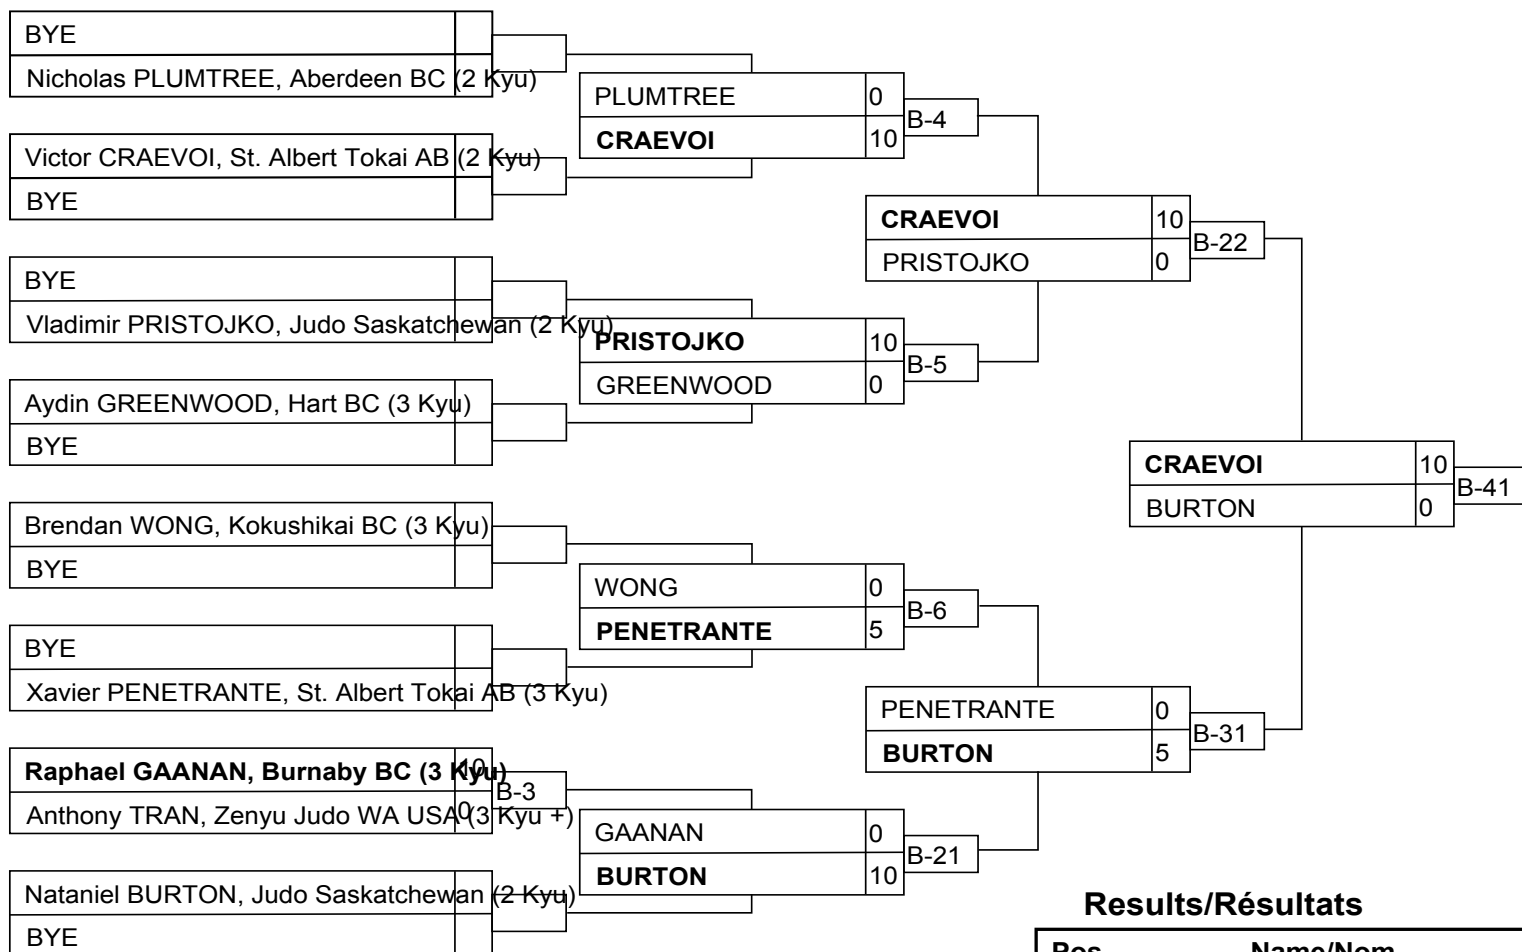 BYE
Nicholas PLUMTREE, Aberdeen BC (2 Kyu)
Victor CRAEVOI, St. Albert Tokai AB (2 Kyu)
BYE
BYE
Vladimir PRISTOJKO, Judo Saskatchewan (2 Kyu)
Aydin GREENWOOD, Hart BC (3 Kyu)
BYE
Brendan WONG, Kokushikai BC (3 Kyu)
BYE
BYE
Xavier PENETRANTE, St. Albert Tokai AB (3 Kyu)
Raphael GAANAN, Burnaby BC (3 Kyu) 10
Anthony TRAN, Zenyu Judo WA USA (3 Kyu +) 0
B-3
Nataniel BURTON, Judo Saskatchewan (2 Kyu)
BYE
PLUMTREE 0
CRAEVOI 10
B-4
PRISTOJKO 10
GREENWOOD 0
B-5
WONG 0
PENETRANTE 5
B-6
GAANAN 0
BURTON 10
B-21
CRAEVOI 10
PRISTOJKO 0
B-22
PENETRANTE 0
BURTON 5
B-31
CRAEVOI 10
BURTON 0
B-41
Results/Résultats
Pos Name/Nom